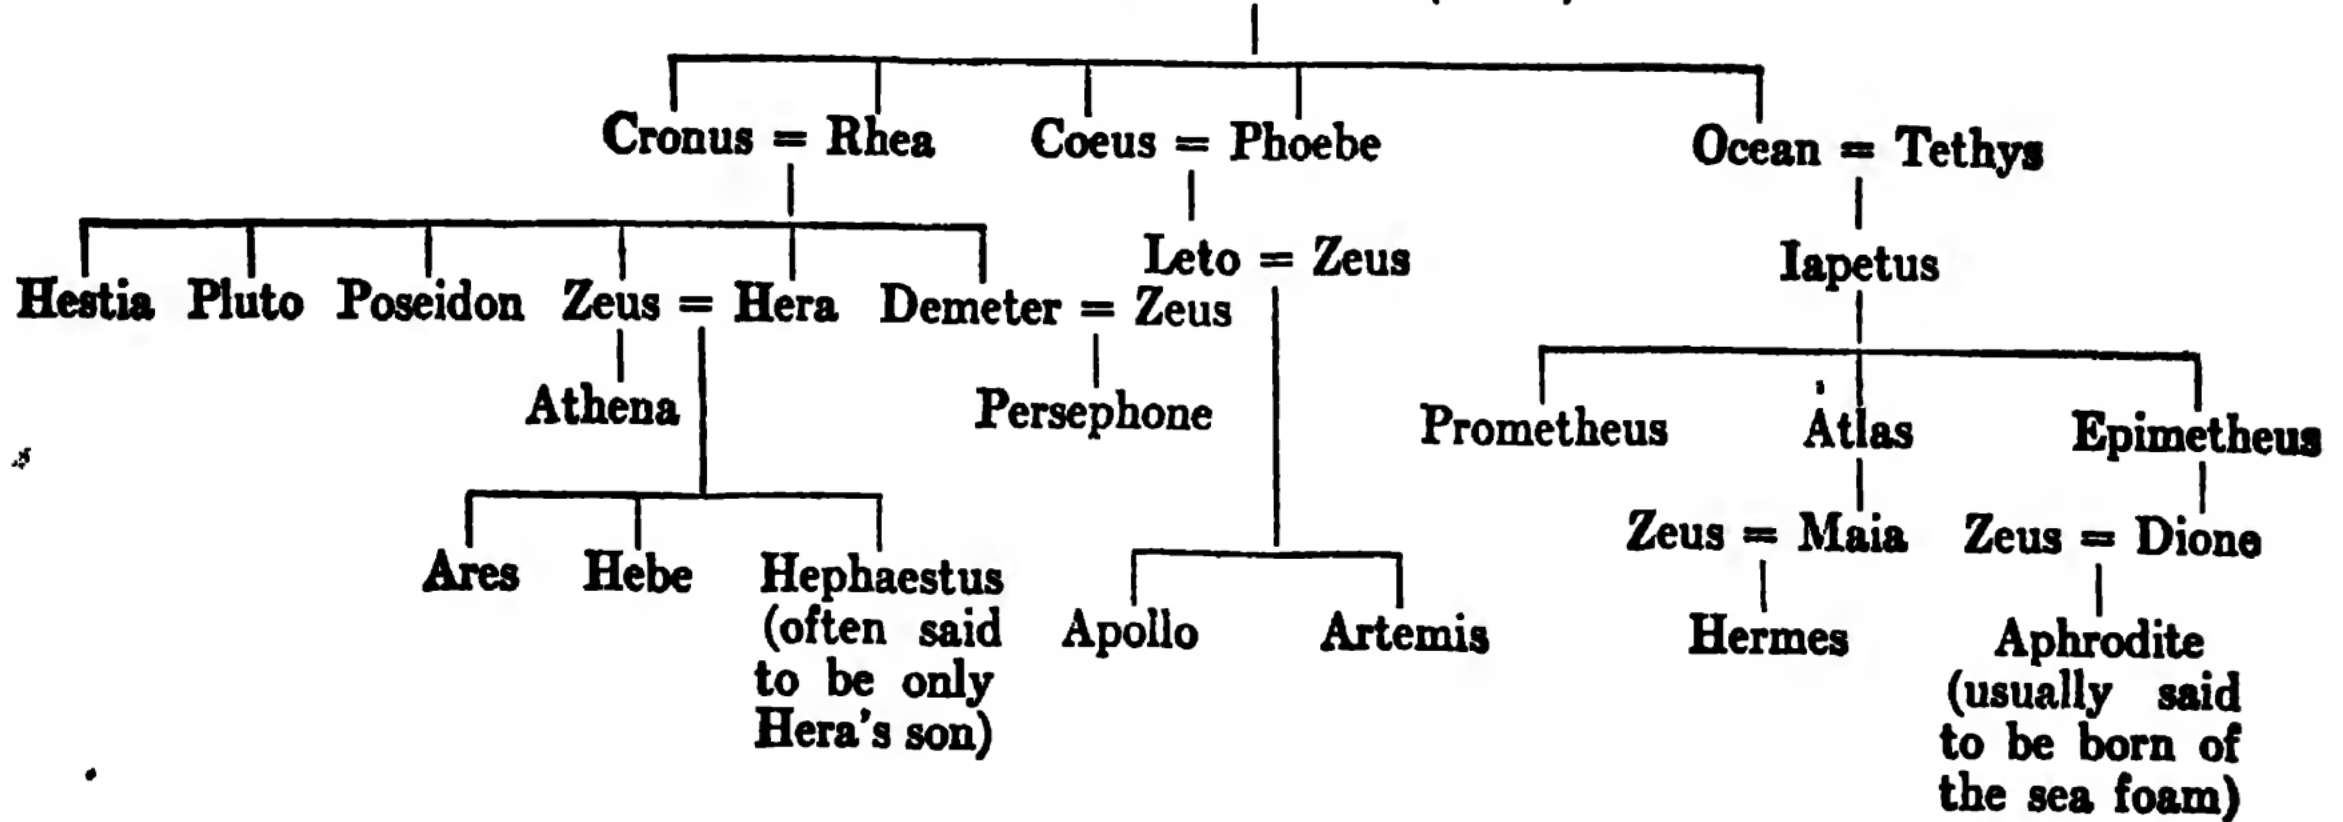 Cronus = Rhea Coeus = Phoebe Ocean = Tethys
Leto = Zeus Iapetus
Hestia Pluto Poseidon Zeus = Hera Demeter = Zeus
Athena Persephone Prometheus Atlas Epimetheus
Zeus = Maia Zeus = Dione
Ares Hebe Hephaestus
(often said
to be only
Hera's son)
Apollo Artemis Hermes Aphrodite
(usually said
to be born of
the sea foam)